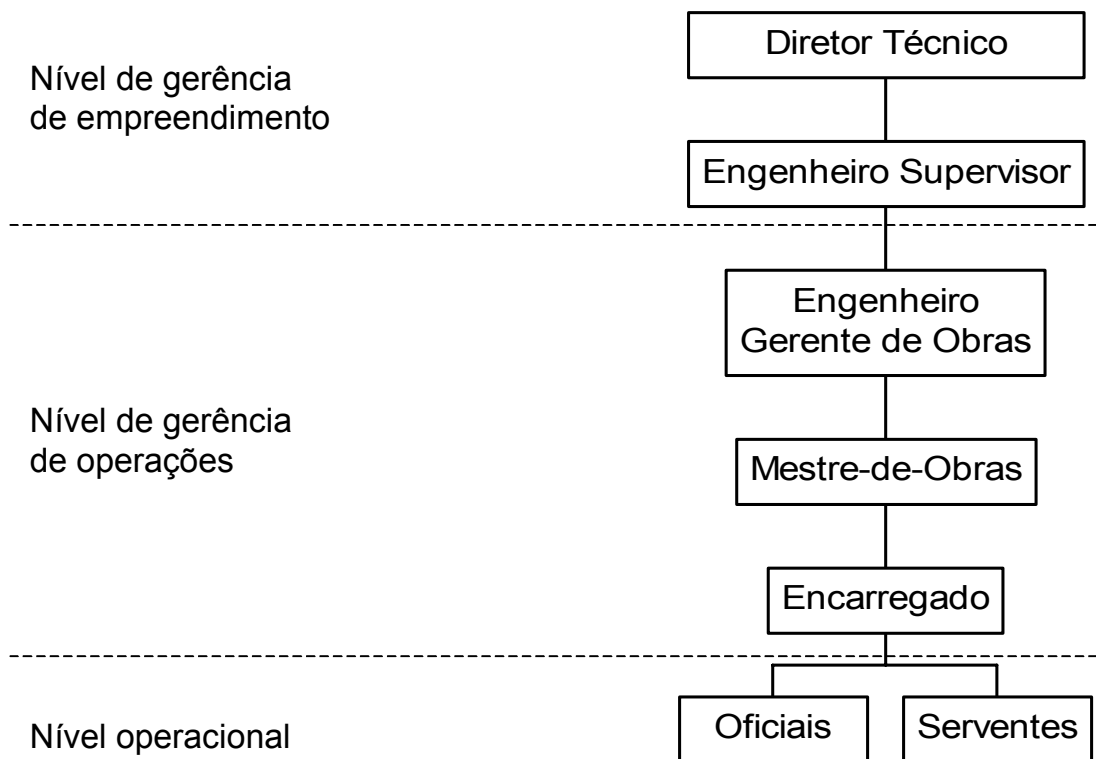 Diretor Técnico
Nível de gerência
de empreendimento
Engenheiro Supervisor
Engenheiro
Gerente de Obras
Nível de gerência
de operações
Mestre-de-Obras
Encarregado
Nível operacional
Oficiais
Serventes